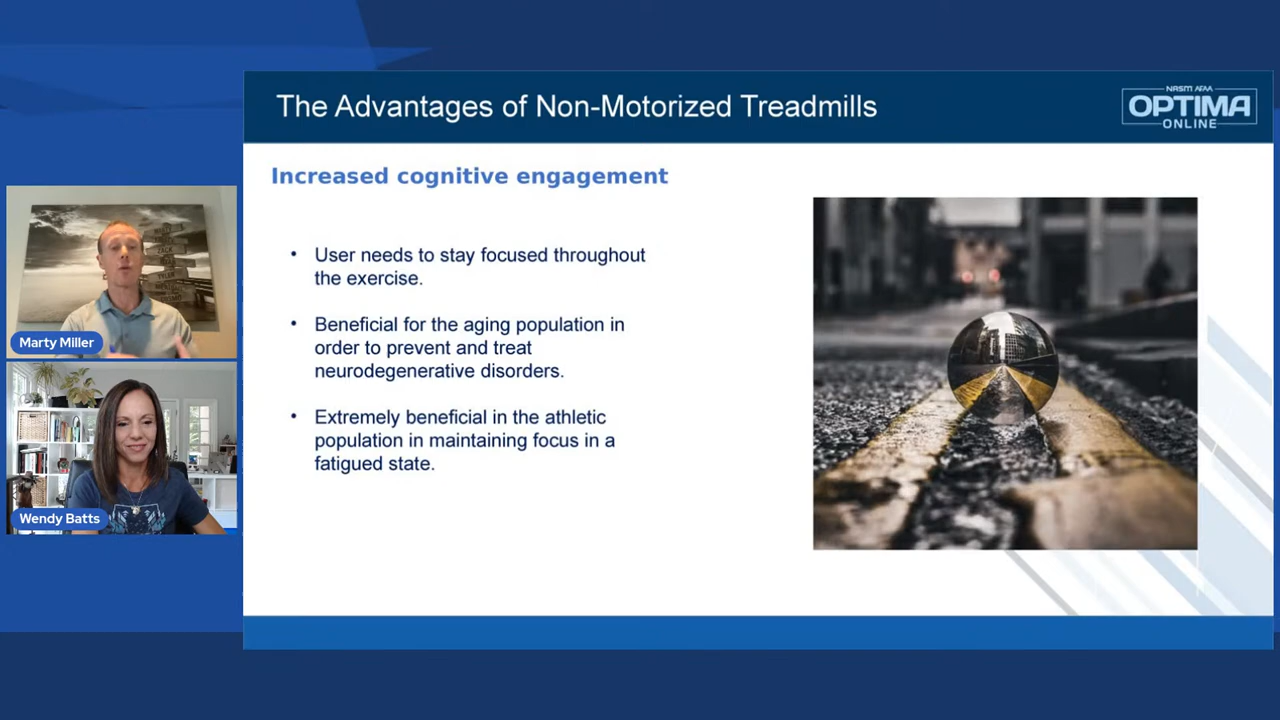 The Advantages of Non-Motorized Treadmills
NASM AFAA
OPTIMA
ONLINE
Increased cognitive engagement
• User needs to stay focused throughout
the exercise.
• Beneficial for the aging population in
order to prevent and treat
neurodegenerative disorders.
• Extremely beneficial in the athletic
population in maintaining focus in a
fatigued state.
Marty Miller
Wendy Batts